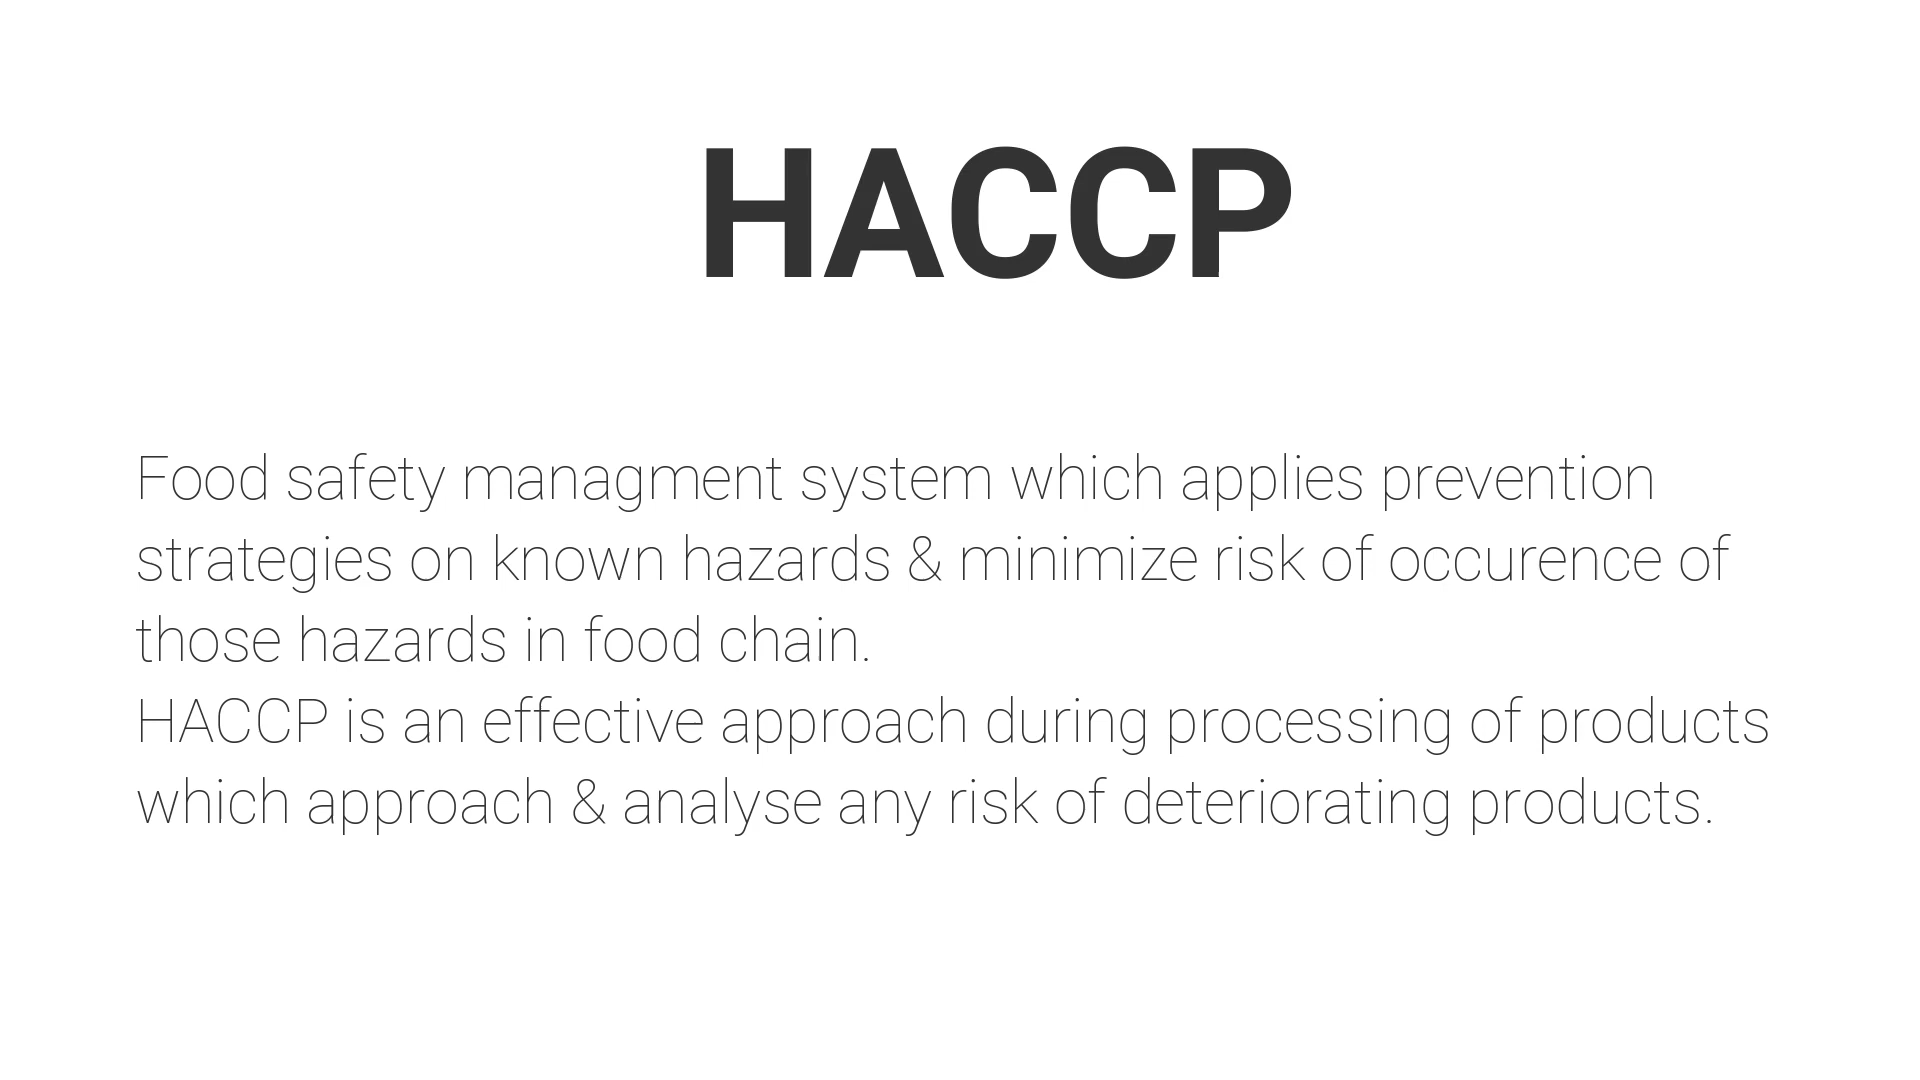 HACCP
Food safety managment system which applies prevention
strategies on known hazards & minimize risk of occurence of
those hazards in food chain.
HACCP is an effective approach during processing of products
which approach & analyse any risk of deteriorating products.